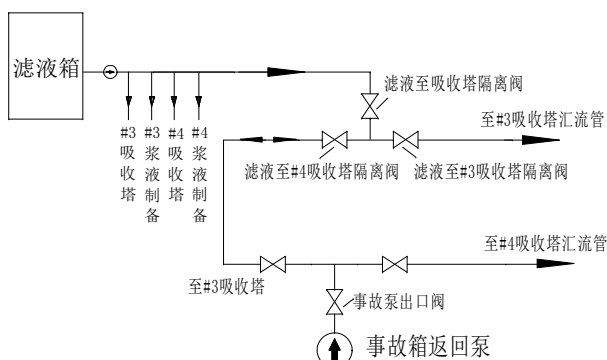 滤液箱
滤液至吸收塔隔离阀
至#3吸收塔汇流管
#3吸收塔
#3浆液制备
#4吸收塔
#4浆液制备
滤液至#4吸收塔隔离阀
滤液至#3吸收塔隔离阀
至#4吸收塔汇流管
至#3吸收塔
事故泵出口阀
事故箱返回泵